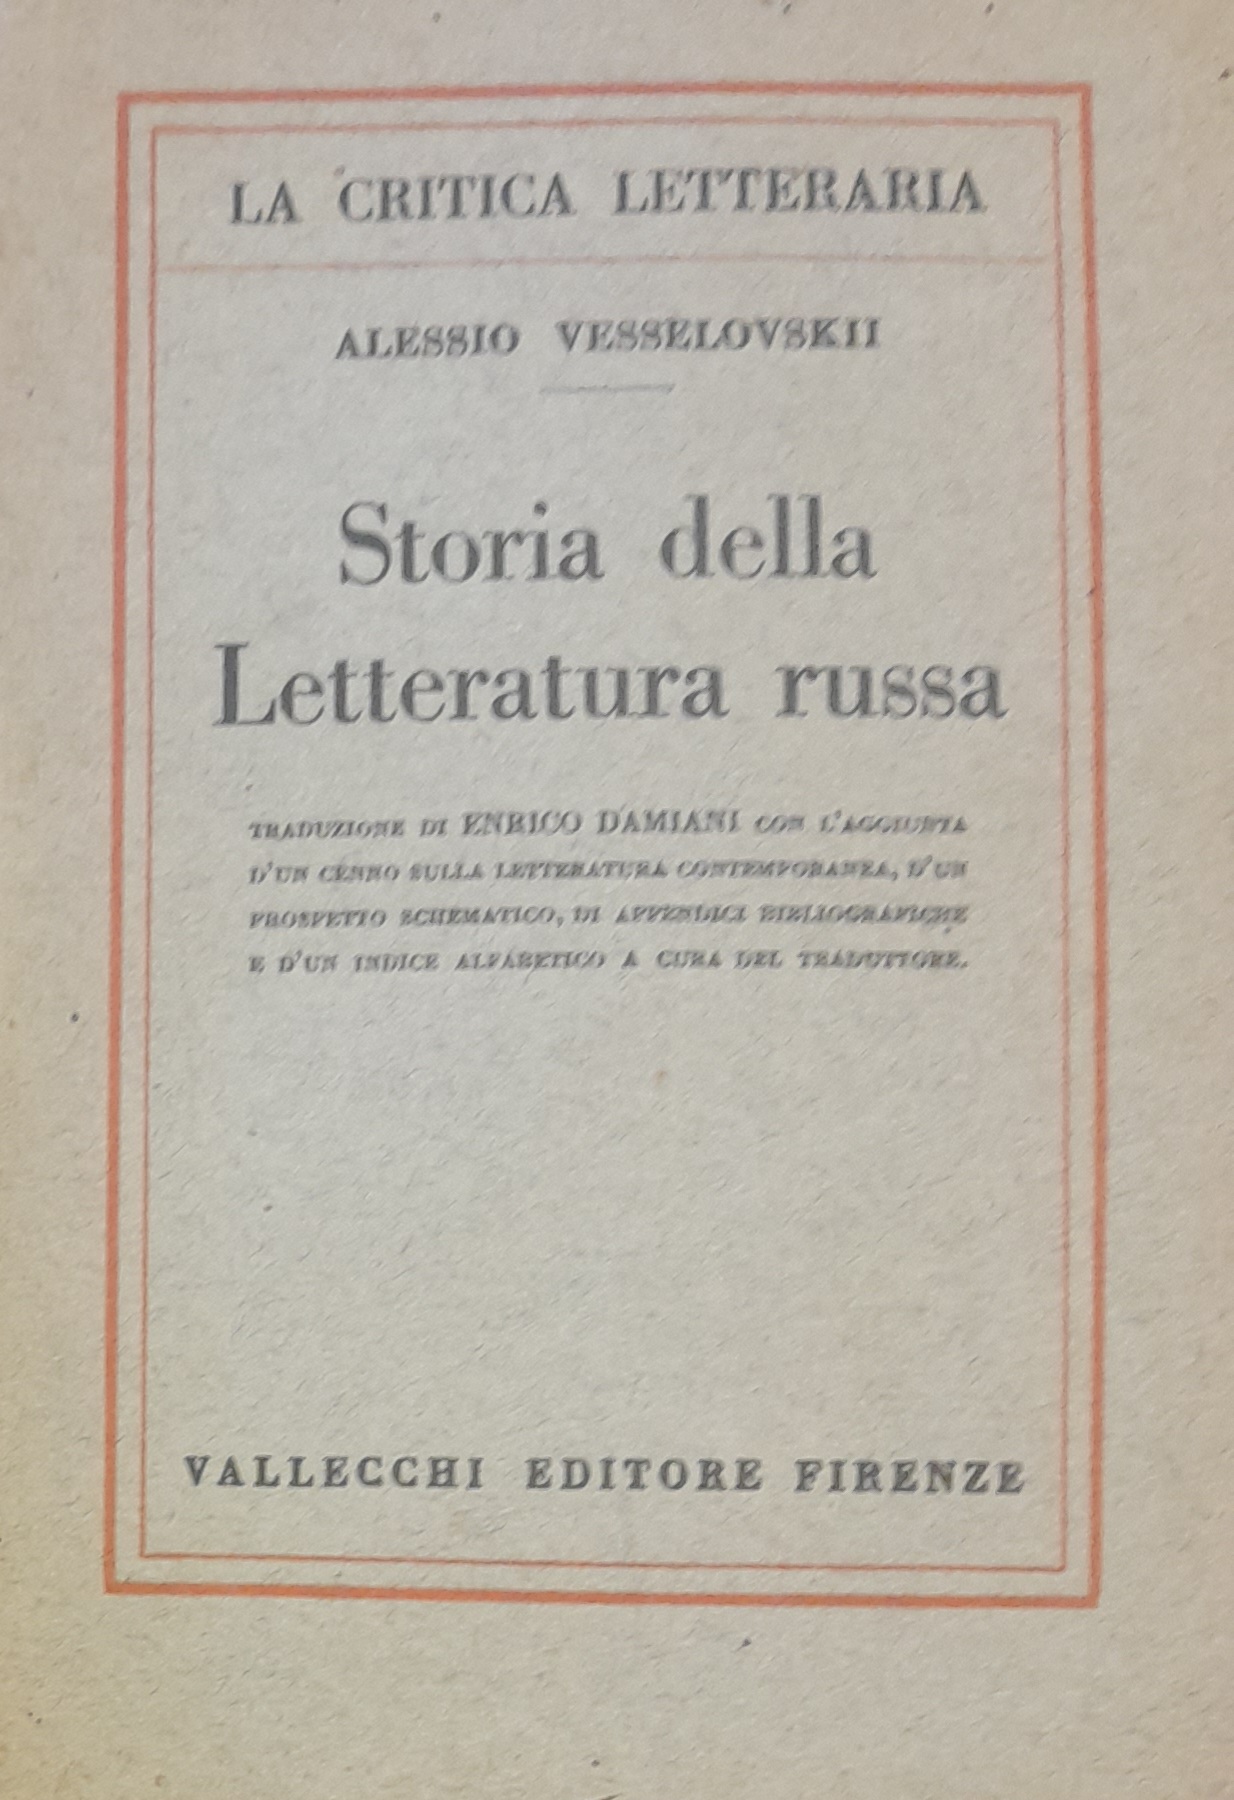 LA CRITICA LETTERARIA
ALESSIO VESSELOVSKII
Storia della
Letteratura russa
TRADUZIONE DI ENRICO DAMIANI CON L'AGGIUNTA
D'UN CENNO SULLA LETTERATURA CONTEMPORANEA, D'UN
PROSPETTO SCHEMATICO, DI APPENDICI BIBLIOGRAFICHE
E D'UN INDICE ALFABETICO A CURA DEL TRADUTTORE.
VALLECCHI EDITORE FIRENZE